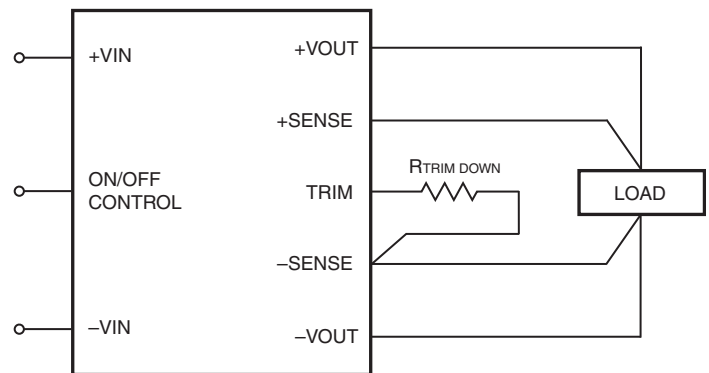 +VIN
+VOUT
+SENSE
RTRIM DOWN
ON/OFF
CONTROL
TRIM
LOAD
–SENSE
–VIN
–VOUT